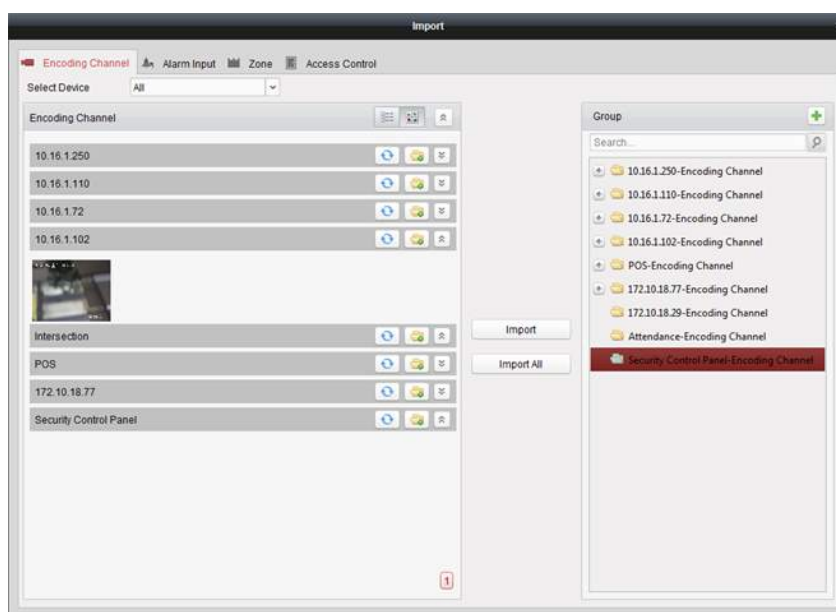 Import
Encoding Channel Alarm Input Zone Access Control
Select Device All
Encoding Channel
10.16.1.250
10.16.1.110
10.16.1.72
10.16.1.102
Intersection
POS
172.10.18.77
Security Control Panel
1
Import
Import All
Group
Search...
10.16.1.250-Encoding Channel
10.16.1.110-Encoding Channel
10.16.1.72-Encoding Channel
10.16.1.102-Encoding Channel
POS-Encoding Channel
172.10.18.77-Encoding Channel
172.10.18.29-Encoding Channel
Attendance-Encoding Channel
Security Control Panel-Encoding Channel